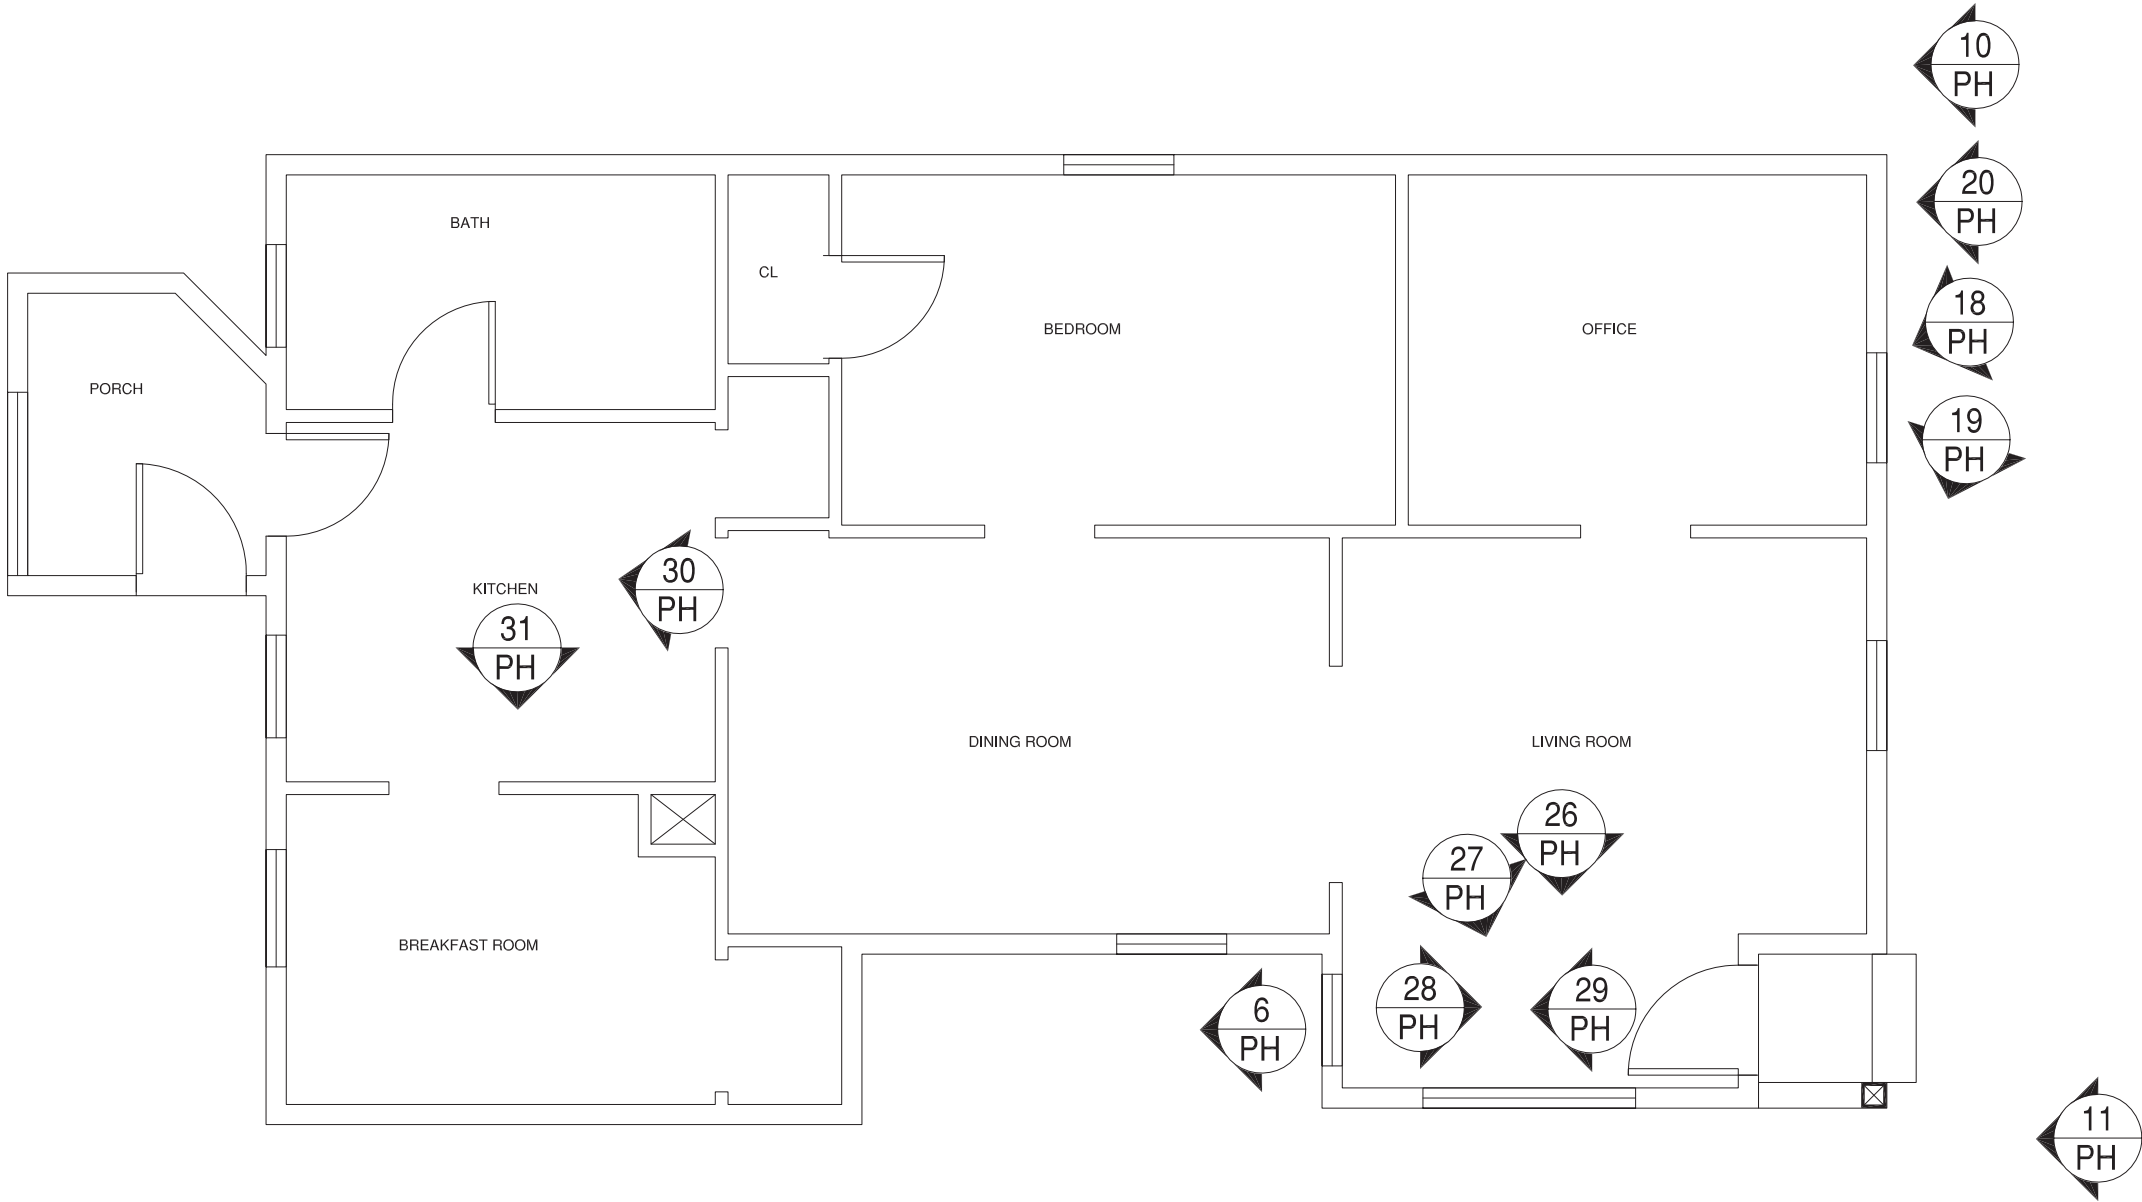 10
PH
20
PH
BATH
CL
18
PH
BEDROOM
OFFICE
PORCH
19
PH
30
PH
KITCHEN
31
PH
DINING ROOM
LIVING ROOM
26
PH
27
PH
BREAKFAST ROOM
28
PH
29
PH
6
PH
11
PH